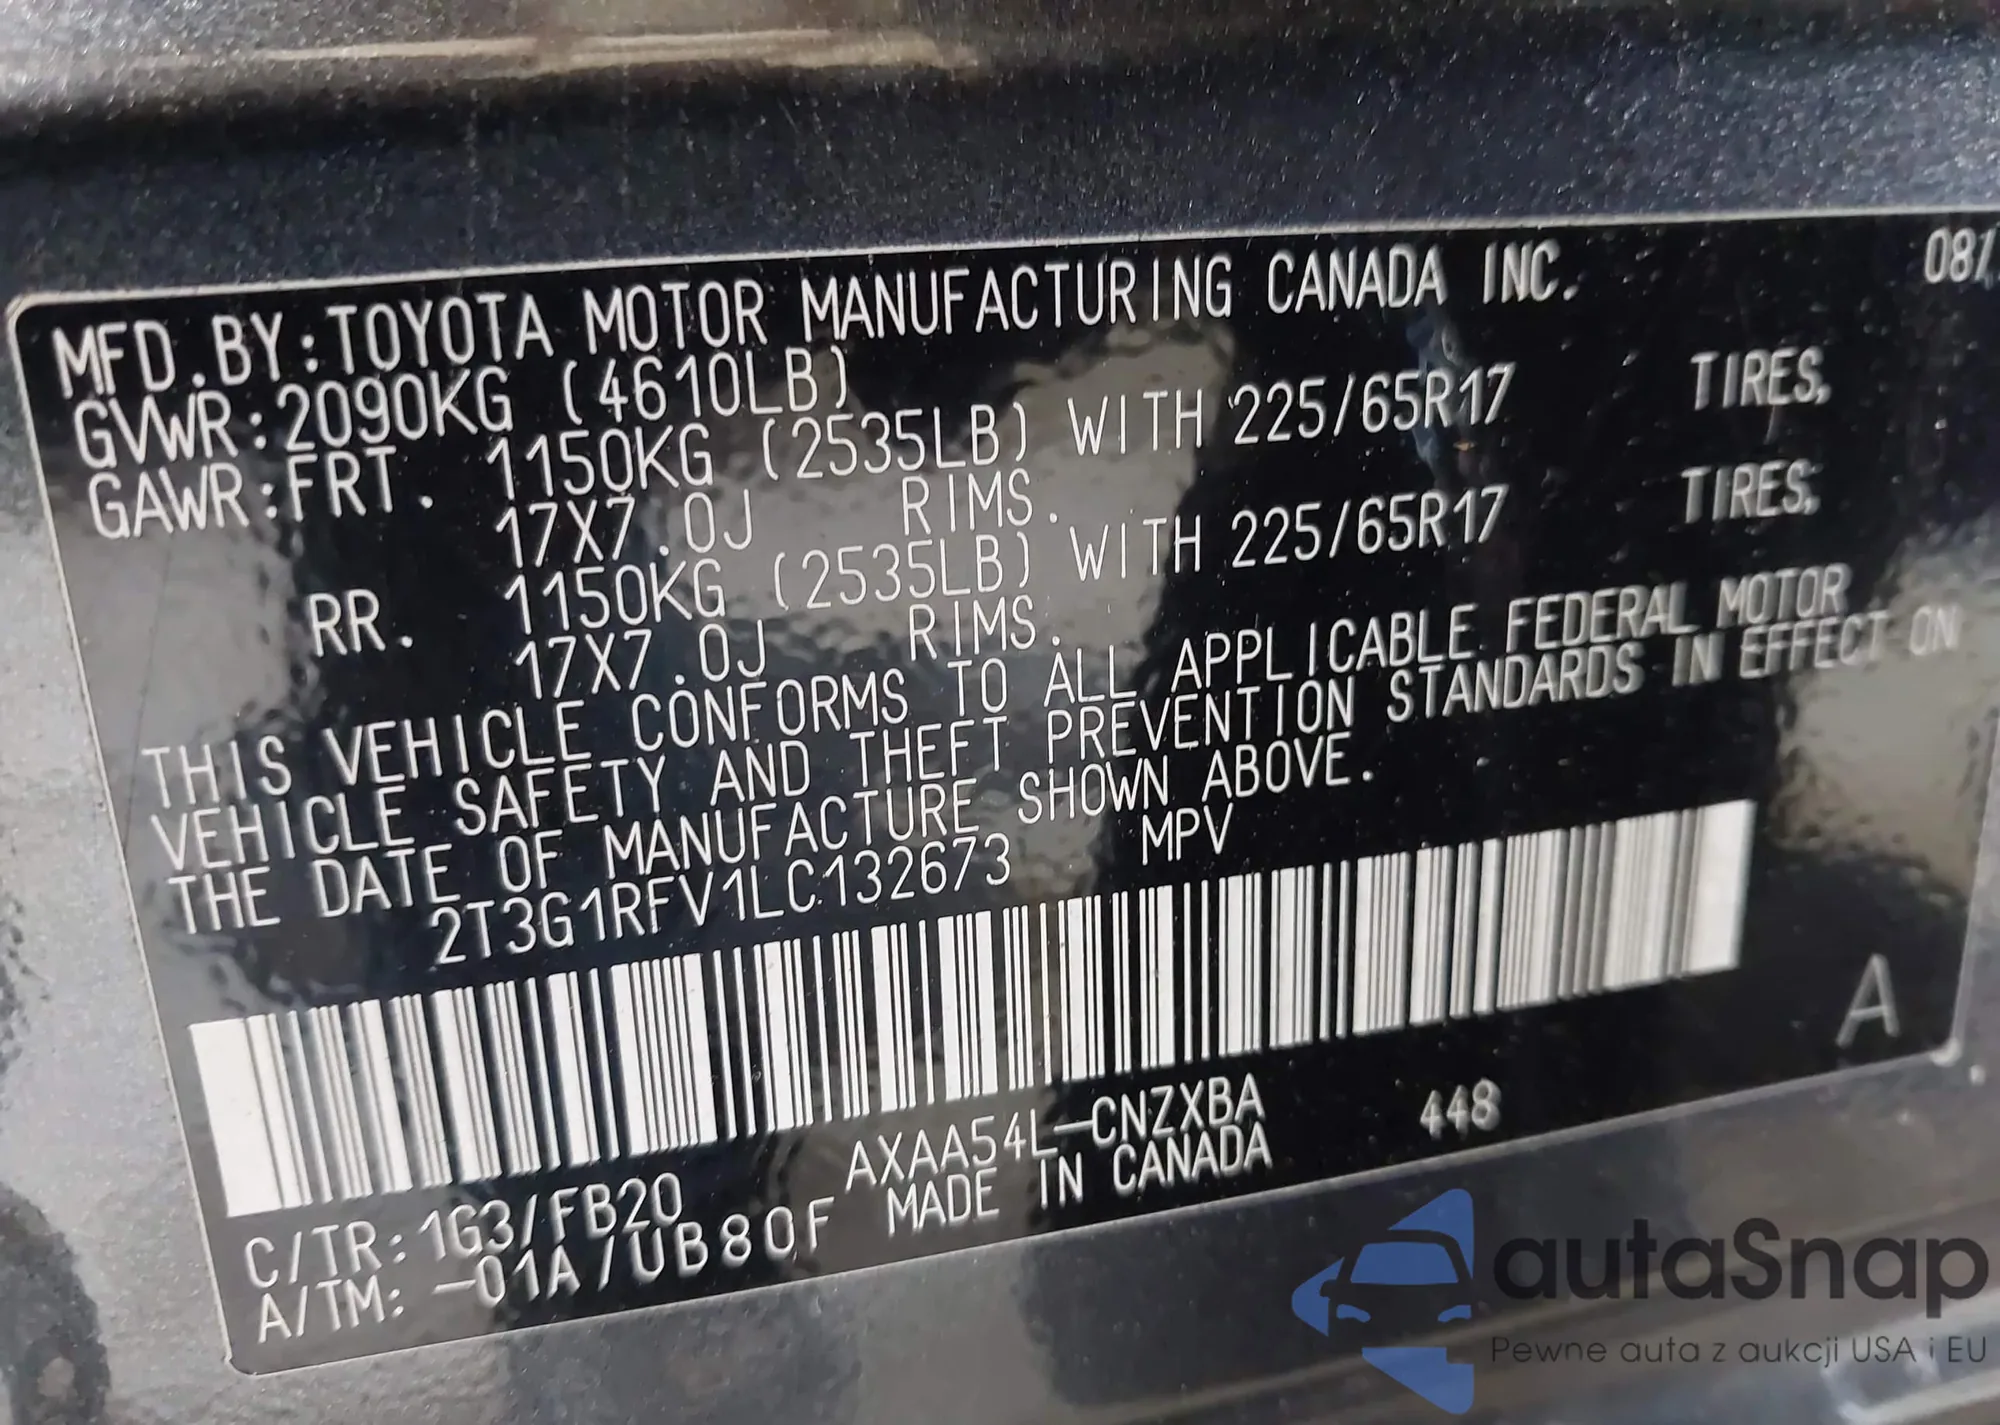 MFD.BY:TOYOTA MOTOR MANUFACTURING CANADA INC. 08/
GVWR:2090KG (4610LB)
GAWR:FRT. 1150KG (2535LB) WITH 225/65R17 TIRES,
17X7.0J RIMS.
RR. 1150KG (2535LB) WITH 225/65R17 TIRES,
17X7.0J RIMS.
THIS VEHICLE CONFORMS TO ALL APPLICABLE FEDERAL MOTOR
VEHICLE SAFETY AND THEFT PREVENTION STANDARDS IN EFFECT ON
THE DATE OF MANUFACTURE SHOWN ABOVE.
2T3G1RFV1LC132673 MPV
A
AXAA54L-CNZXBA 448
C/TR:1G3/FB20 MADE IN CANADA
A/TM: -01A/UB80F
autaSnap
Pewne auta z aukcji USA i EU